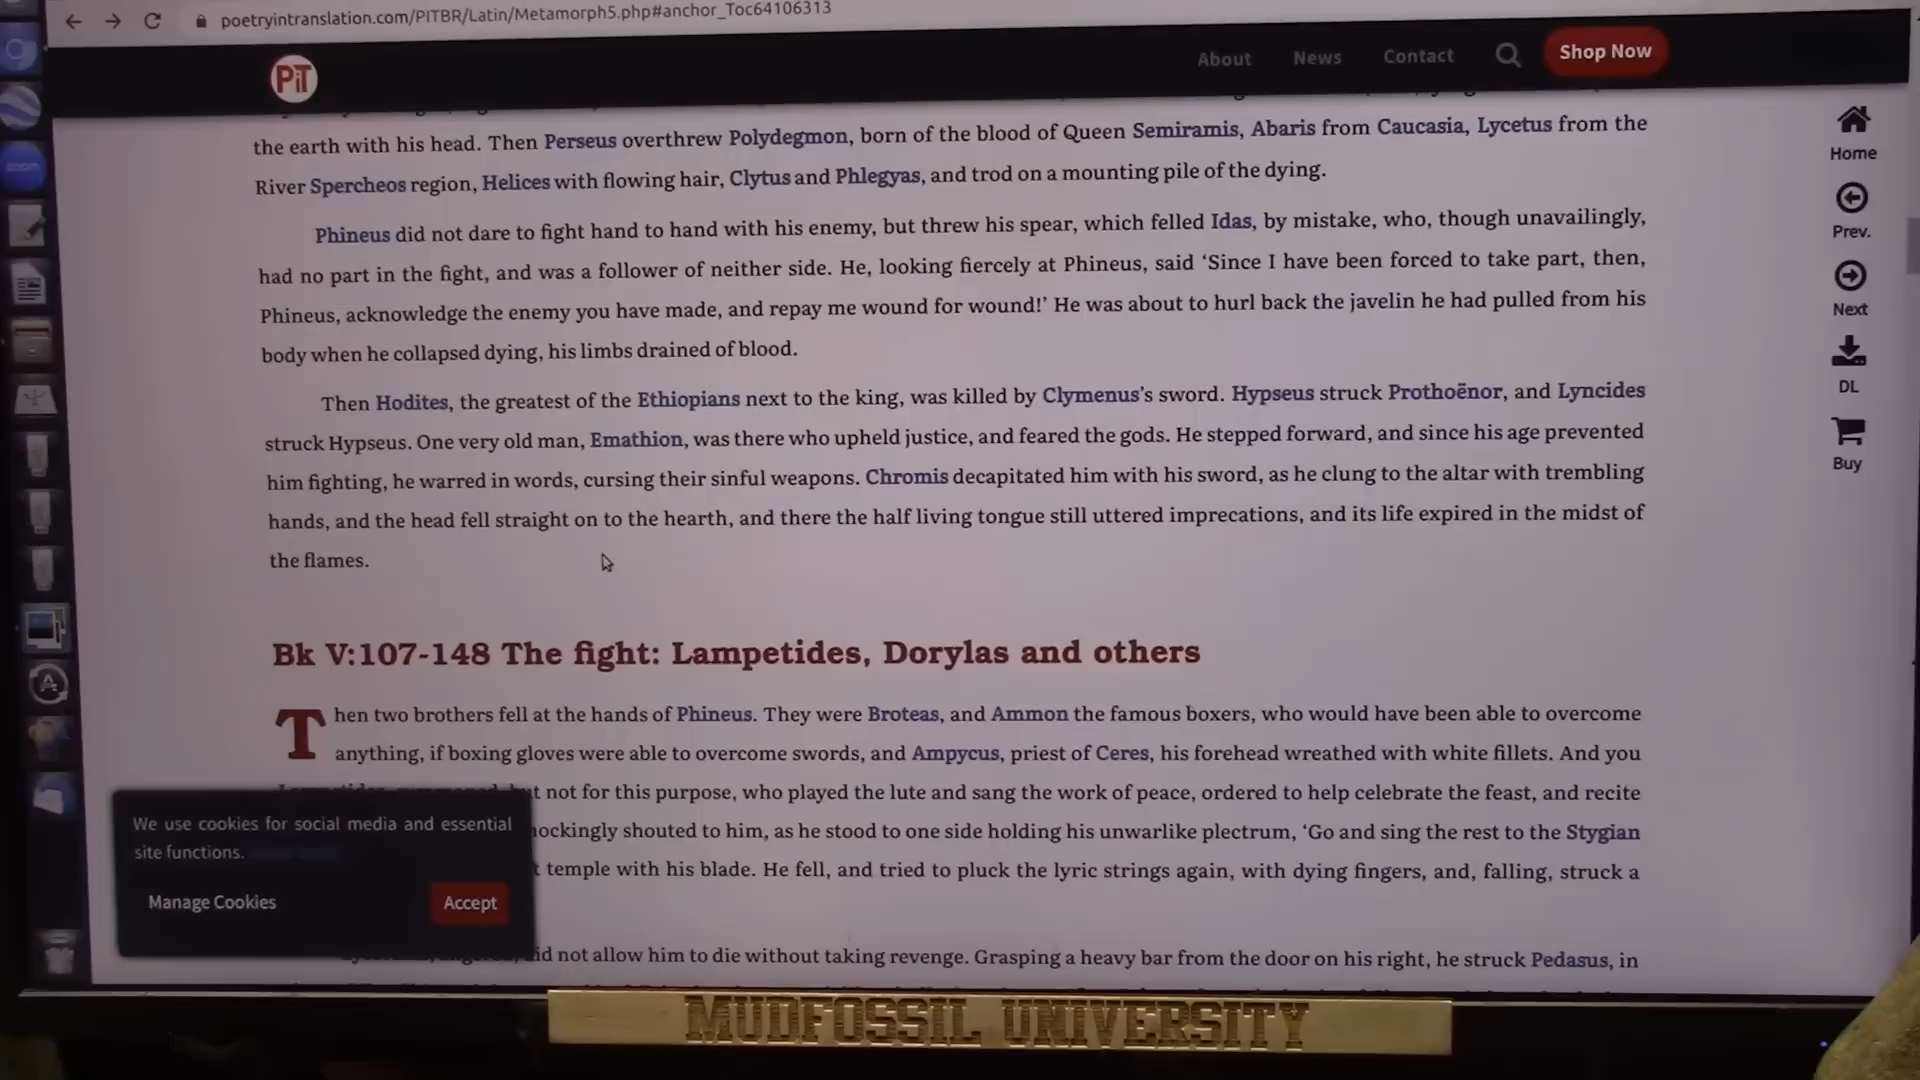 poetryintranslation.com/PITBR/Latin/Metamorph5.php#anchor_Toc64106313
PiT
About News Contact Shop Now
the earth with his head. Then Perseus overthrew Polydegmon, born of the blood of Queen Semiramis, Abaris from Caucasia, Lycetus from the
River Spercheos region, Helices with flowing hair, Clytus and Phlegyas, and trod on a mounting pile of the dying.
Phineus did not dare to fight hand to hand with his enemy, but threw his spear, which felled Idas, by mistake, who, though unavailingly,
had no part in the fight, and was a follower of neither side. He, looking fiercely at Phineus, said ‘Since I have been forced to take part, then,
Phineus, acknowledge the enemy you have made, and repay me wound for wound!’ He was about to hurl back the javelin he had pulled from his
body when he collapsed dying, his limbs drained of blood.
Then Hodites, the greatest of the Ethiopians next to the king, was killed by Clymenus’s sword. Hypseus struck Prothoënor, and Lyncides
struck Hypseus. One very old man, Emathion, was there who upheld justice, and feared the gods. He stepped forward, and since his age prevented
him fighting, he warred in words, cursing their sinful weapons. Chromis decapitated him with his sword, as he clung to the altar with trembling
hands, and the head fell straight on to the hearth, and there the half living tongue still uttered imprecations, and its life expired in the midst of
the flames.
Bk V:107-148 The fight: Lampetides, Dorylas and others
Then two brothers fell at the hands of Phineus. They were Broteas, and Ammon the famous boxers, who would have been able to overcome
anything, if boxing gloves were able to overcome swords, and Ampycus, priest of Ceres, his forehead wreathed with white fillets. And you
not for this purpose, who played the lute and sang the work of peace, ordered to help celebrate the feast, and recite
mockingly shouted to him, as he stood to one side holding his unwarlike plectrum, ‘Go and sing the rest to the Stygian
temple with his blade. He fell, and tried to pluck the lyric strings again, with dying fingers, and, falling, struck a
did not allow him to die without taking revenge. Grasping a heavy bar from the door on his right, he struck Pedasus, in
We use cookies for social media and essential
site functions.
Manage Cookies Accept
Home
Prev.
Next
DL
Buy
zoom
MUDFOSSIL UNIVERSITY